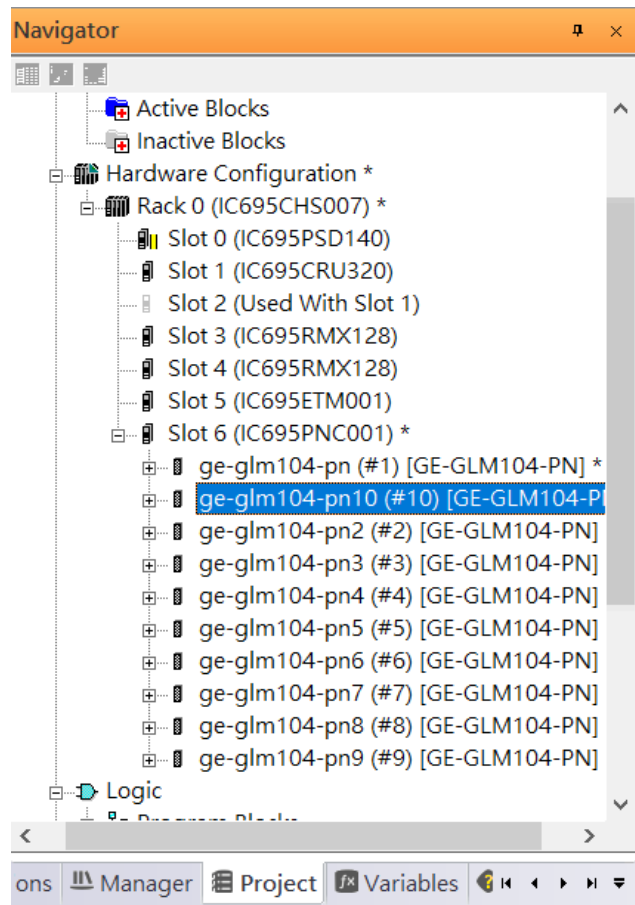 Navigator
Active Blocks
Inactive Blocks
Hardware Configuration *
Rack 0 (IC695CHS007) *
Slot 0 (IC695PSD140)
Slot 1 (IC695CRU320)
Slot 2 (Used With Slot 1)
Slot 3 (IC695RMX128)
Slot 4 (IC695RMX128)
Slot 5 (IC695ETM001)
Slot 6 (IC695PNC001) *
ge-glm104-pn (#1) [GE-GLM104-PN] *
ge-glm104-pn10 (#10) [GE-GLM104-P
ge-glm104-pn2 (#2) [GE-GLM104-PN]
ge-glm104-pn3 (#3) [GE-GLM104-PN]
ge-glm104-pn4 (#4) [GE-GLM104-PN]
ge-glm104-pn5 (#5) [GE-GLM104-PN]
ge-glm104-pn6 (#6) [GE-GLM104-PN]
ge-glm104-pn7 (#7) [GE-GLM104-PN]
ge-glm104-pn8 (#8) [GE-GLM104-PN]
ge-glm104-pn9 (#9) [GE-GLM104-PN]
Logic
Program Blocks
ons Manager Project Variables